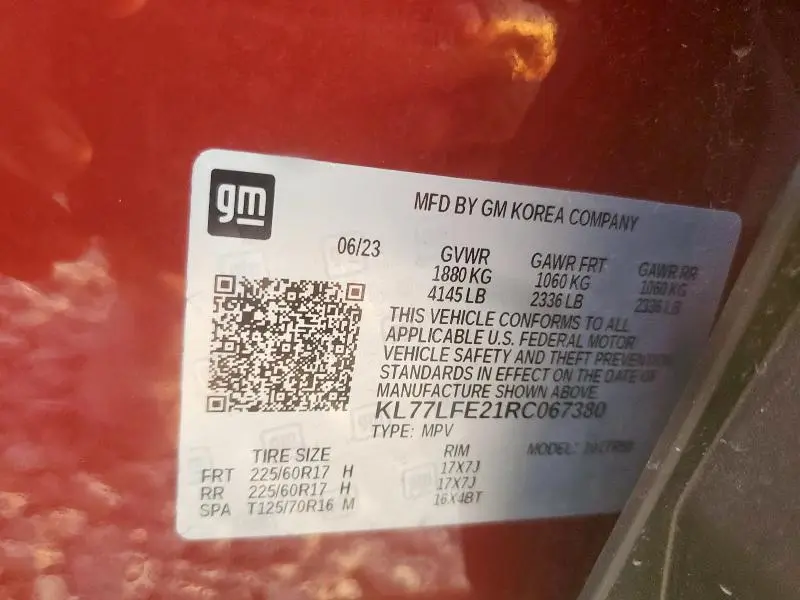 gm
MFD BY GM KOREA COMPANY
06/23 GVWR GAWR FRT GAWR RR
1880 KG 1060 KG 1060 KG
4145 LB 2336 LB 2336 LB
THIS VEHICLE CONFORMS TO ALL
APPLICABLE U.S. FEDERAL MOTOR
VEHICLE SAFETY AND THEFT PREVENTION
STANDARDS IN EFFECT ON THE DATE OF
MANUFACTURE SHOWN ABOVE
KL77LFE21RC067380
TYPE: MPV MODEL:
TIRE SIZE RIM
FRT 225/60R17 H 17X7J
RR 225/60R17 H 17X7J
SPA T125/70R16 M 16X4BT